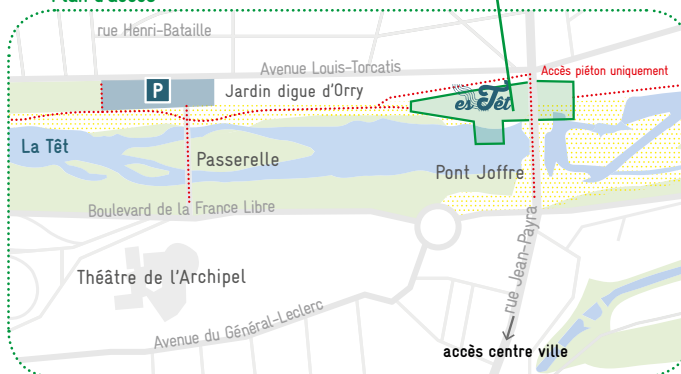 rue Henri-Bataille
Avenue Louis-Torcatis
Accès piéton uniquement
P
Jardin digue d'Orry
es Têt
La Têt
Passerelle
Pont Joffre
Boulevard de la France Libre
rue Jean-Payra
Théâtre de l'Archipel
Avenue du Général-Leclerc
accès centre ville